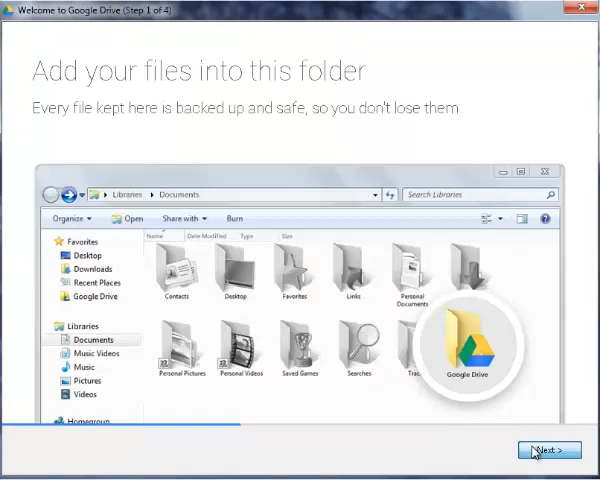 Welcome to Google Drive (Step 1 of 4)
Add your files into this folder
Every file kept here is backed up and safe, so you don't lose them.
Libraries Documents Search Libraries
Organize Open Share with Burn
Name Date Modified Type Size
Favorites
Desktop
Downloads
Recent Places
Google Drive
Libraries
Documents
Music Videos
Music
Pictures
Videos
Homegroup
Contacts Desktop Favorites Links Personal Documents
Personal Pictures Personal Videos Saved Games Searches Google Drive
Next >